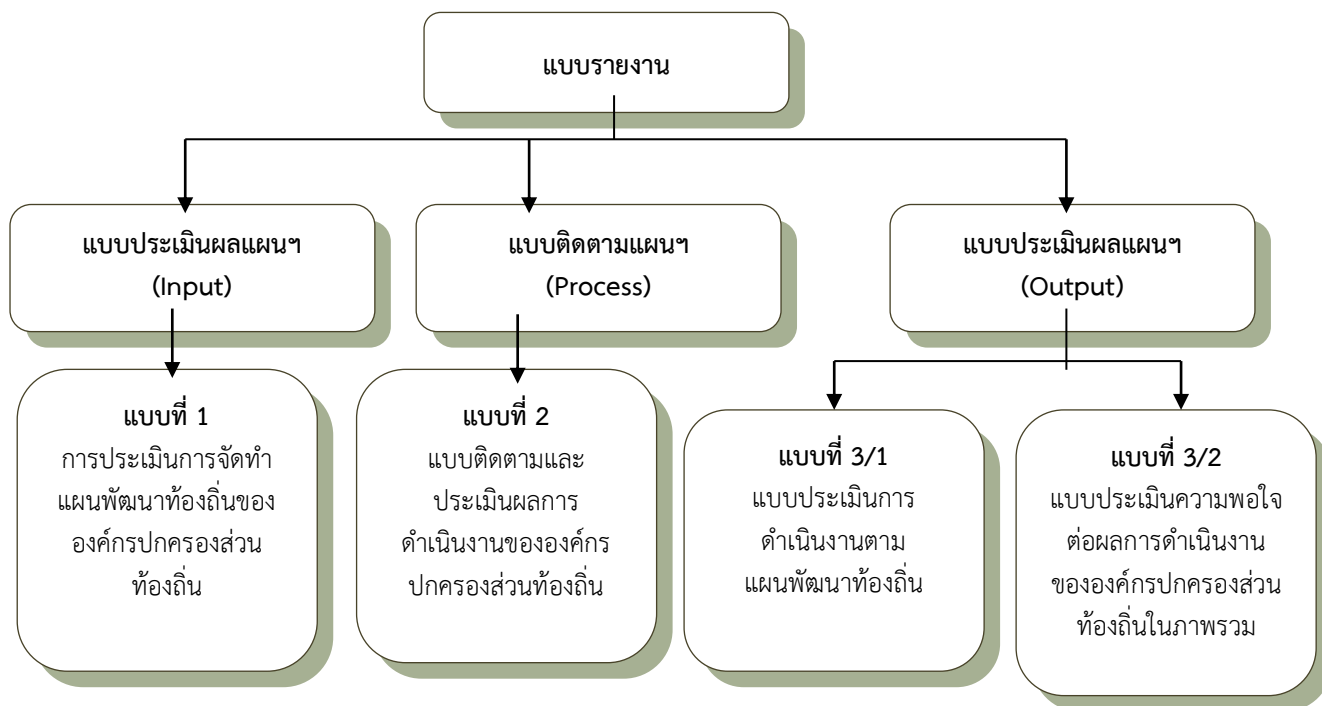 แบบรายงาน
แบบประเมินผลแผนฯ
(Input)
แบบติดตามแผนฯ
(Process)
แบบประเมินผลแผนฯ
(Output)
แบบที่ 1
การประเมินการจัดทำ
แผนพัฒนาท้องถิ่นของ
องค์กรปกครองส่วน
ท้องถิ่น
แบบที่ 2
แบบติดตามและ
ประเมินผลการ
ดำเนินงานขององค์กร
ปกครองส่วนท้องถิ่น
แบบที่ 3/1
แบบประเมินการ
ดำเนินงานตาม
แผนพัฒนาท้องถิ่น
แบบที่ 3/2
แบบประเมินความพอใจ
ต่อผลการดำเนินงาน
ขององค์กรปกครองส่วน
ท้องถิ่นในภาพรวม